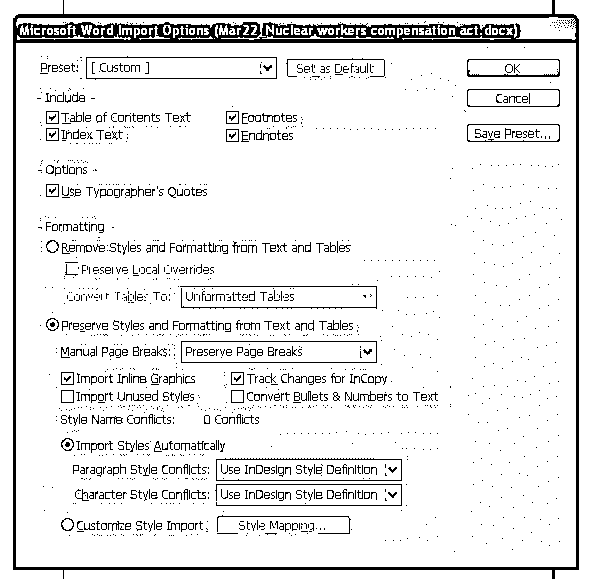 Microsoft Word Import Options (Mar22_Nuclear workers compensation act.docx)
Preset: [ Custom ] Set as Default OK
Cancel
Include
Table of Contents Text Footnotes
Index Text Endnotes
Save Preset...
Options
Use Typographer's Quotes
Formatting
Remove Styles and Formatting from Text and Tables
Preserve Local Overrides
Convert Tables To: Unformatted Tables
Preserve Styles and Formatting from Text and Tables
Manual Page Breaks: Preserve Page Breaks
Import Inline Graphics Track Changes for InCopy
Import Unused Styles Convert Bullets & Numbers to Text
Style Name Conflicts: 0 Conflicts
Import Styles Automatically
Paragraph Style Conflicts: Use InDesign Style Definition
Character Style Conflicts: Use InDesign Style Definition
Customize Style Import Style Mapping...